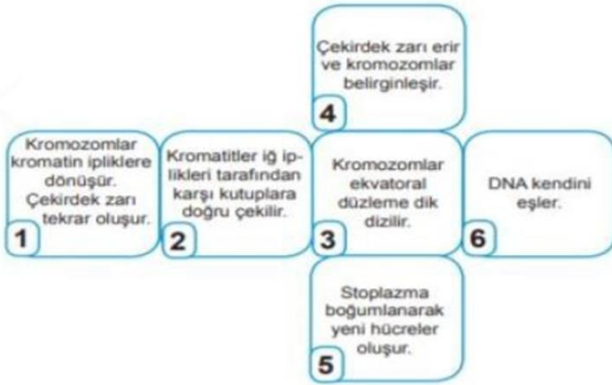 Çekirdek zarı erir
ve kromozomlar
belirginleşir.
4
Kromozomlar
kromatin ipliklere
dönüşür.
Çekirdek zarı
tekrar oluşur.
1
Kromatitler iğ ip-
likleri tarafından
karşı kutuplara
doğru çekilir.
2
Kromozomlar
ekvatoral
düzleme dik
dizilir.
3
DNA kendini
eşler.
6
Stoplazma
boğumlanarak
yeni hücreler
oluşur.
5